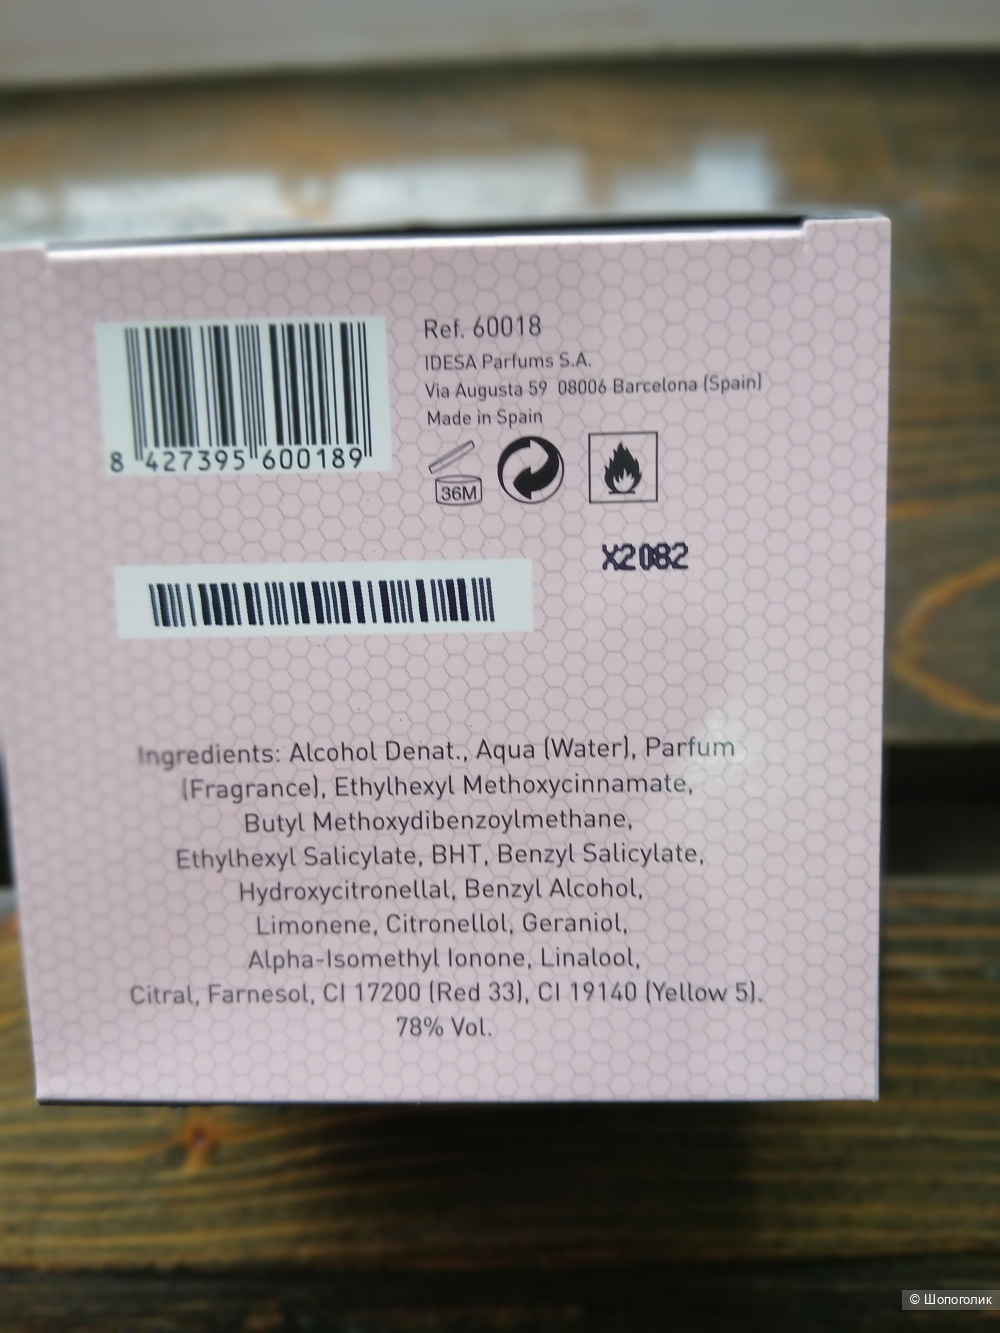 8 427395 600189
Ref. 60018
IDESA Parfums S.A.
Via Augusta 59 08006 Barcelona (Spain)
Made in Spain
36M
X2082
Ingredients: Alcohol Denat., Aqua (Water), Parfum
(Fragrance), Ethylhexyl Methoxycinnamate,
Butyl Methoxydibenzoylmethane,
Ethylhexyl Salicylate, BHT, Benzyl Salicylate,
Hydroxycitronellal, Benzyl Alcohol,
Limonene, Citronellol, Geraniol,
Alpha-Isomethyl Ionone, Linalool,
Citral, Farnesol, CI 17200 (Red 33), CI 19140 (Yellow 5).
78% Vol.
© Шопоголик